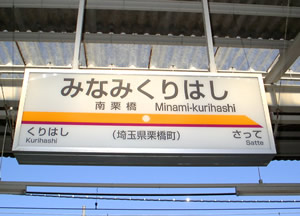 みなみくりはし
南栗橋 Minami-kurihashi
くりはし さって
Kurihashi Satte
(埼玉県栗橋町)